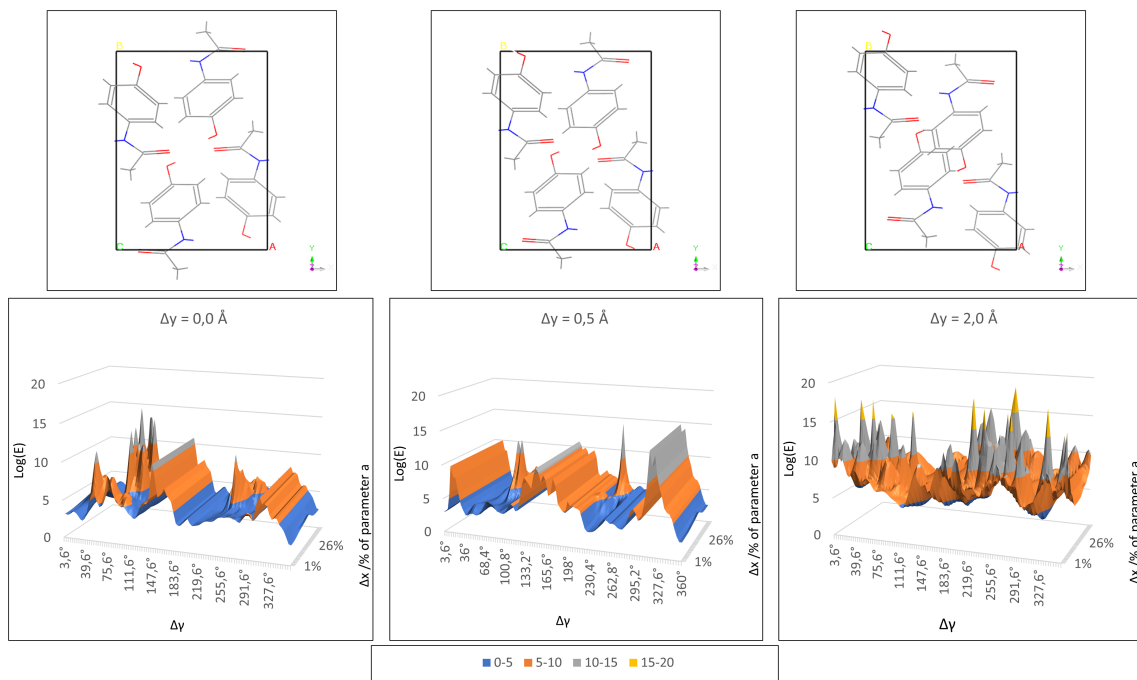 B
C
A
Y
X
B
C
A
Y
X
B
C
A
Y
X
Δy = 0,0 Å
20
15
10
5
0
Log(E)
3,6°
39,6°
75,6°
111,6°
147,6°
183,6°
219,6°
255,6°
291,6°
327,6°
1%
26%
Δx /% of parameter a
Δγ
Δy = 0,5 Å
20
15
10
5
0
Log(E)
3,6°
36°
68,4°
100,8°
133,2°
165,6°
198°
230,4°
262,8°
295,2°
327,6°
360°
1%
26%
Δx /% of parameter a
Δγ
Δy = 2,0 Å
20
15
10
5
0
Log(E)
3,6°
39,6°
75,6°
111,6°
147,6°
183,6°
219,6°
255,6°
291,6°
327,6°
1%
26%
Δx /% of parameter a
Δγ
0-5 5-10 10-15 15-20